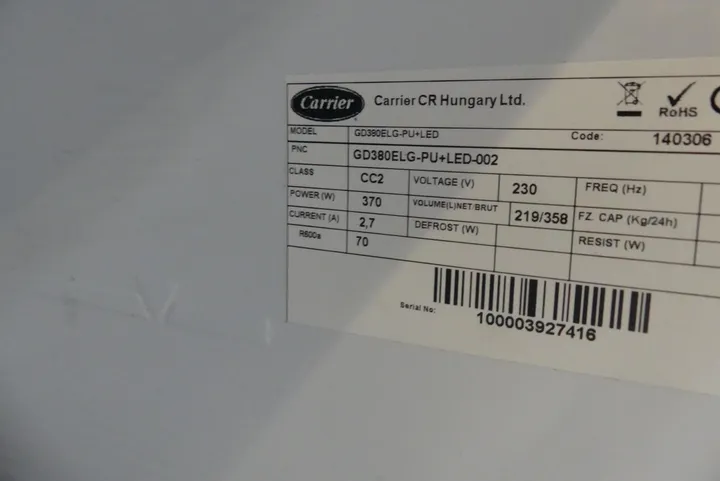 Carrier Carrier CR Hungary Ltd. RoHS
MODEL GD380ELG-PU+LED Code: 140306
PNC GD380ELG-PU+LED-002
CLASS CC2 VOLTAGE (V) 230 FREQ (Hz)
POWER (W) 370 VOLUME(L)NET/BRUT 219/358 FZ. CAP (Kg/24h)
CURRENT (A) 2,7 DEFROST (W) RESIST (W)
R600a 70
Serial No:
100003927416